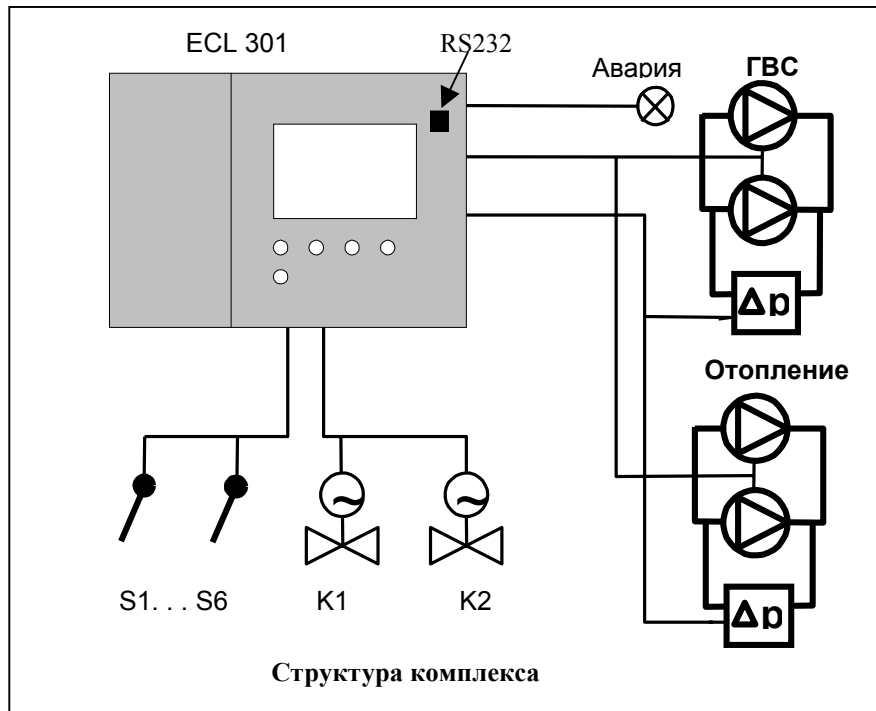 ECL 301
RS232
Авария
ГВС
Δp
Отопление
Δp
S1. . . S6
K1
K2
Структура комплекса